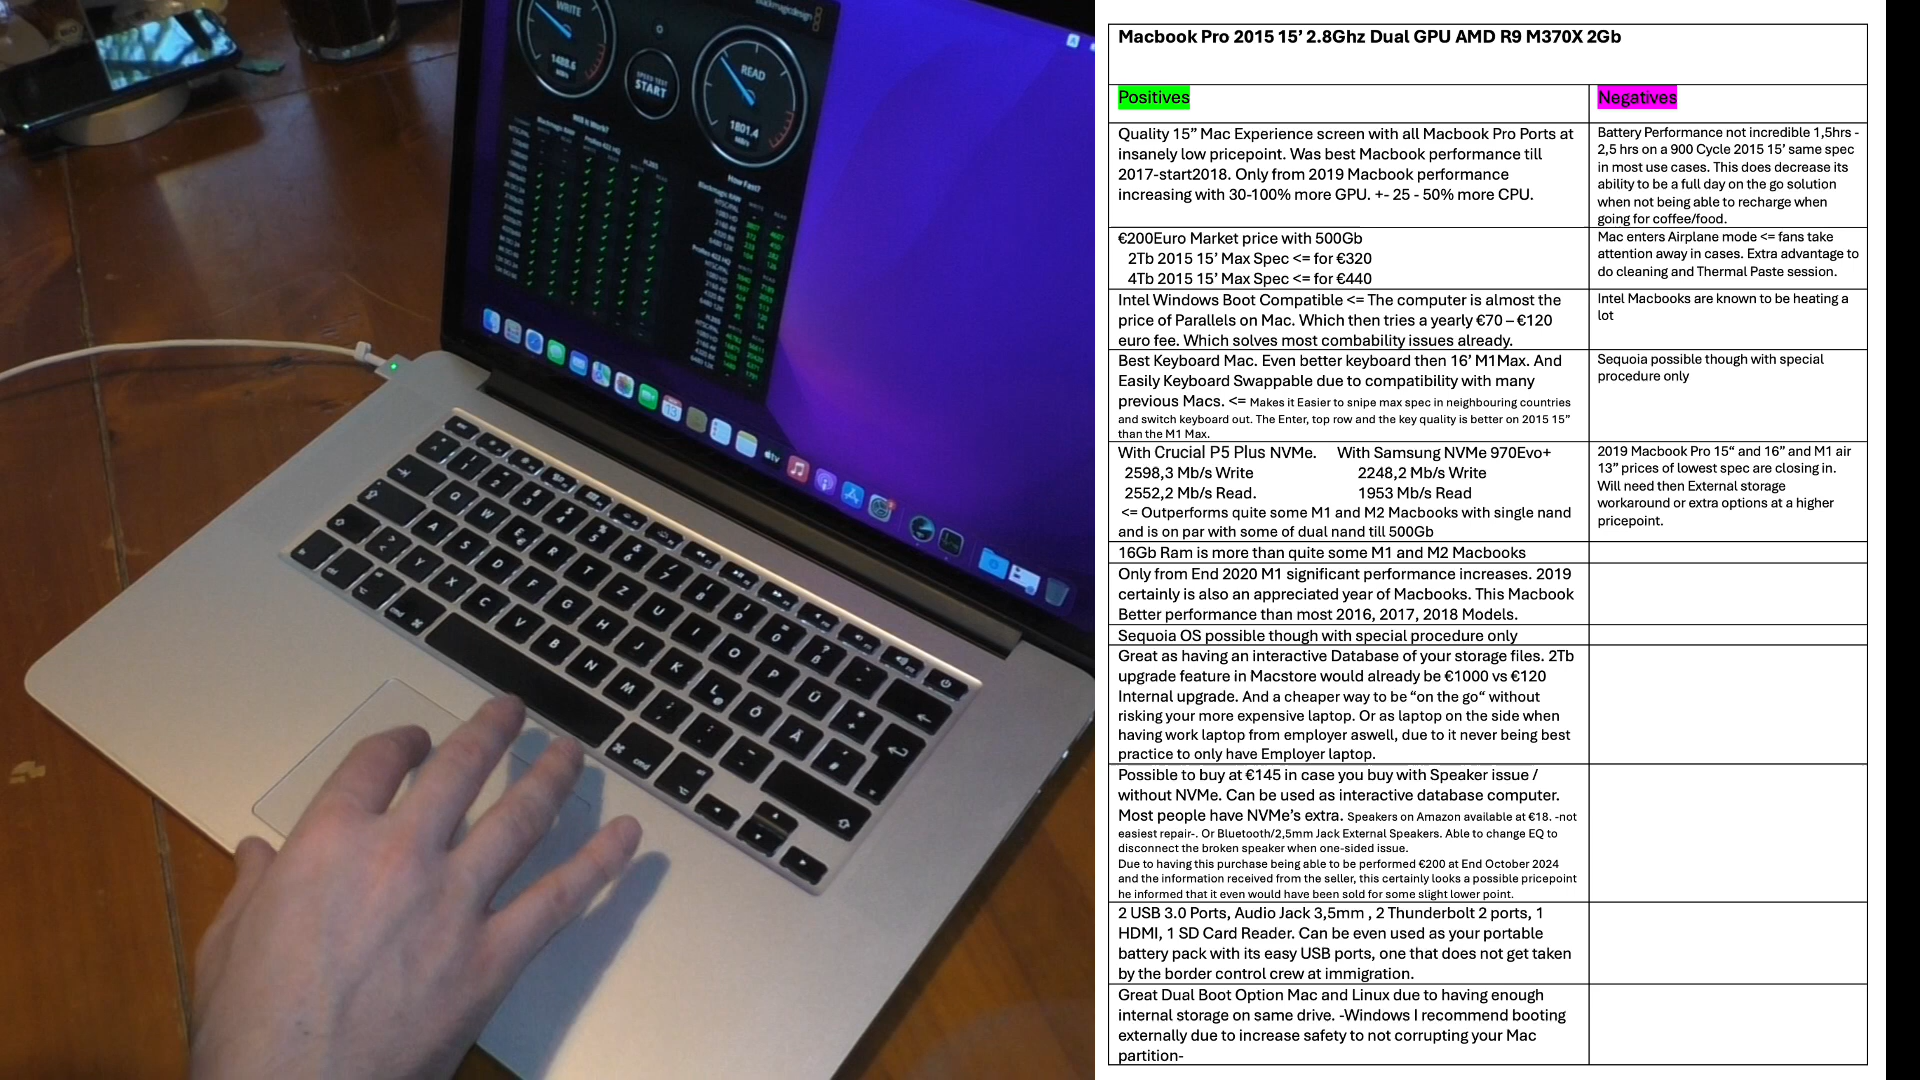 WRITE
1488.6
MB/s
SPEED TEST
START
READ
1801.4
MB/s
Will It Work?
How Fast?
Q W E R T Z U I O P Ü
A S D F G H J K L Ö Ä
Y X C V B N M
cmd
cmd
Macbook Pro 2015 15’ 2.8Ghz Dual GPU AMD R9 M370X 2Gb
Positives
Negatives
Quality 15” Mac Experience screen with all Macbook Pro Ports at
insanely low pricepoint. Was best Macbook performance till
2017-start2018. Only from 2019 Macbook performance
increasing with 30-100% more GPU. +- 25 - 50% more CPU.
Battery Performance not incredible 1,5hrs -
2,5 hrs on a 900 Cycle 2015 15’ same spec
in most use cases. This does decrease its
ability to be a full day on the go solution
when not being able to recharge when
going for coffee/food.
€200Euro Market price with 500Gb
2Tb 2015 15’ Max Spec <= for €320
4Tb 2015 15’ Max Spec <= for €440
Mac enters Airplane mode <= fans take
attention away in cases. Extra advantage to
do cleaning and Thermal Paste session.
Intel Windows Boot Compatible <= The computer is almost the
price of Parallels on Mac. Which then tries a yearly €70 – €120
euro fee. Which solves most combability issues already.
Intel Macbooks are known to be heating a
lot
Best Keyboard Mac. Even better keyboard then 16’ M1Max. And
Easily Keyboard Swappable due to compatibility with many
previous Macs. <= Makes it Easier to snipe max spec in neighbouring countries
and switch keyboard out. The Enter, top row and the key quality is better on 2015 15”
than the M1 Max.
Sequoia possible though with special
procedure only
With Crucial P5 Plus NVMe. With Samsung NVMe 970Evo+
2598,3 Mb/s Write 2248,2 Mb/s Write
2552,2 Mb/s Read. 1953 Mb/s Read
<= Outperforms quite some M1 and M2 Macbooks with single nand
and is on par with some of dual nand till 500Gb
2019 Macbook Pro 15“ and 16” and M1 air
13” prices of lowest spec are closing in.
Will need then External storage
workaround or extra options at a higher
pricepoint.
16Gb Ram is more than quite some M1 and M2 Macbooks
Only from End 2020 M1 significant performance increases. 2019
certainly is also an appreciated year of Macbooks. This Macbook
Better performance than most 2016, 2017, 2018 Models.
Sequoia OS possible though with special procedure only
Great as having an interactive Database of your storage files. 2Tb
upgrade feature in Macstore would already be €1000 vs €120
Internal upgrade. And a cheaper way to be “on the go“ without
risking your more expensive laptop. Or as laptop on the side when
having work laptop from employer aswell, due to it never being best
practice to only have Employer laptop.
Possible to buy at €145 in case you buy with Speaker issue /
without NVMe. Can be used as interactive database computer.
Most people have NVMe’s extra. Speakers on Amazon available at €18. -not
easiest repair-. Or Bluetooth/2,5mm Jack External Speakers. Able to change EQ to
disconnect the broken speaker when one-sided issue.
Due to having this purchase being able to be performed €200 at End October 2024
and the information received from the seller, this certainly looks a possible pricepoint
he informed that it even would have been sold for some slight lower point.
2 USB 3.0 Ports, Audio Jack 3,5mm , 2 Thunderbolt 2 ports, 1
HDMI, 1 SD Card Reader. Can be even used as your portable
battery pack with its easy USB ports, one that does not get taken
by the border control crew at immigration.
Great Dual Boot Option Mac and Linux due to having enough
internal storage on same drive. -Windows I recommend booting
externally due to increase safety to not corrupting your Mac
partition-